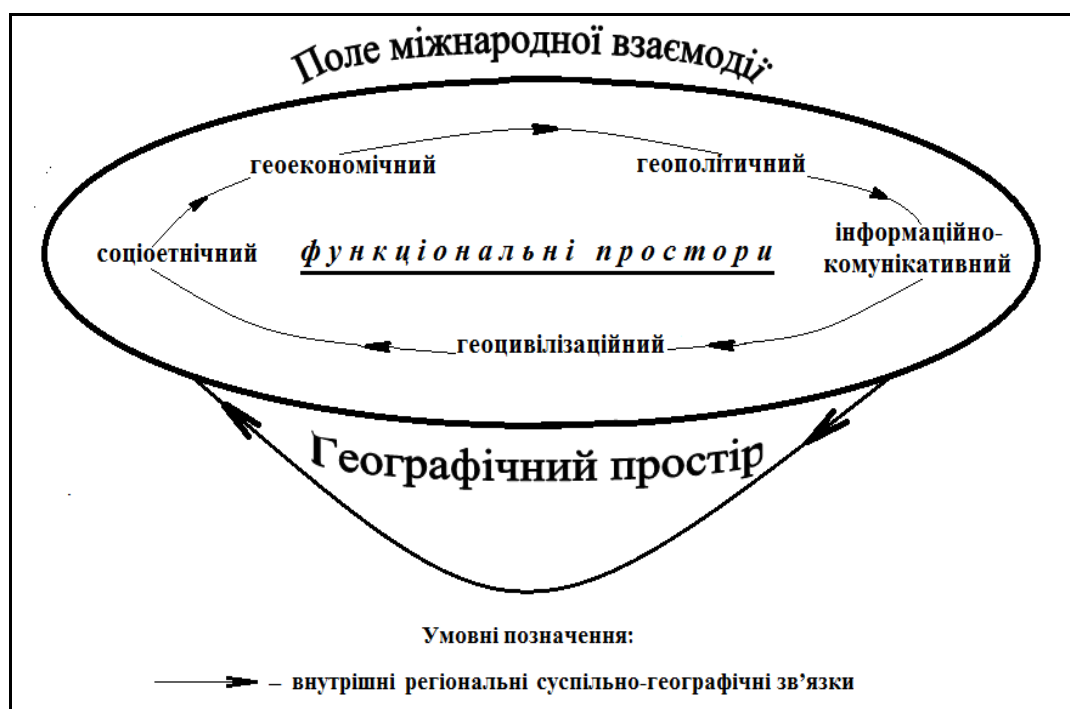 Поле міжнародної взаємодії
геоекономічний
геополітичний
соціоетнічний
функціональні простори
інформаційно-
комунікативний
геоцивілізаційний
Географічний простір
Умовні позначення:
– внутрішні регіональні суспільно-географічні зв’язки